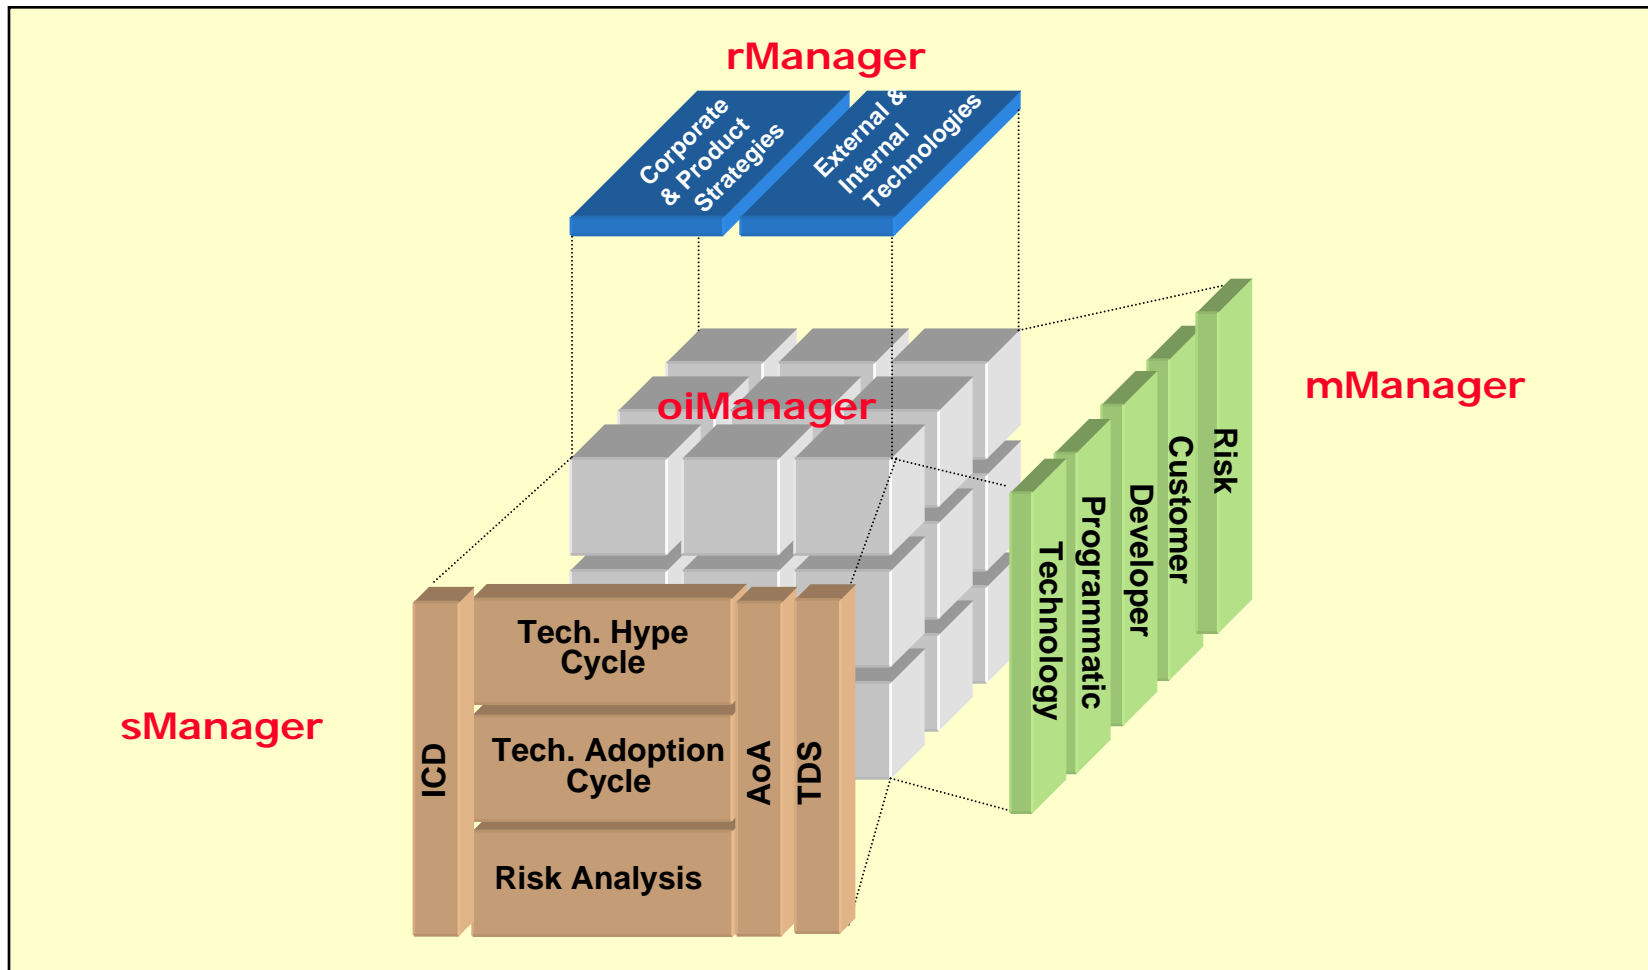 rManager
Corporate
& Product
Strategies
External &
Internal
Technologies
oiManager
mManager
Risk
Customer
Developer
Programmatic
Technology
sManager
ICD
Tech. Hype
Cycle
Tech. Adoption
Cycle
Risk Analysis
AoA
TDS